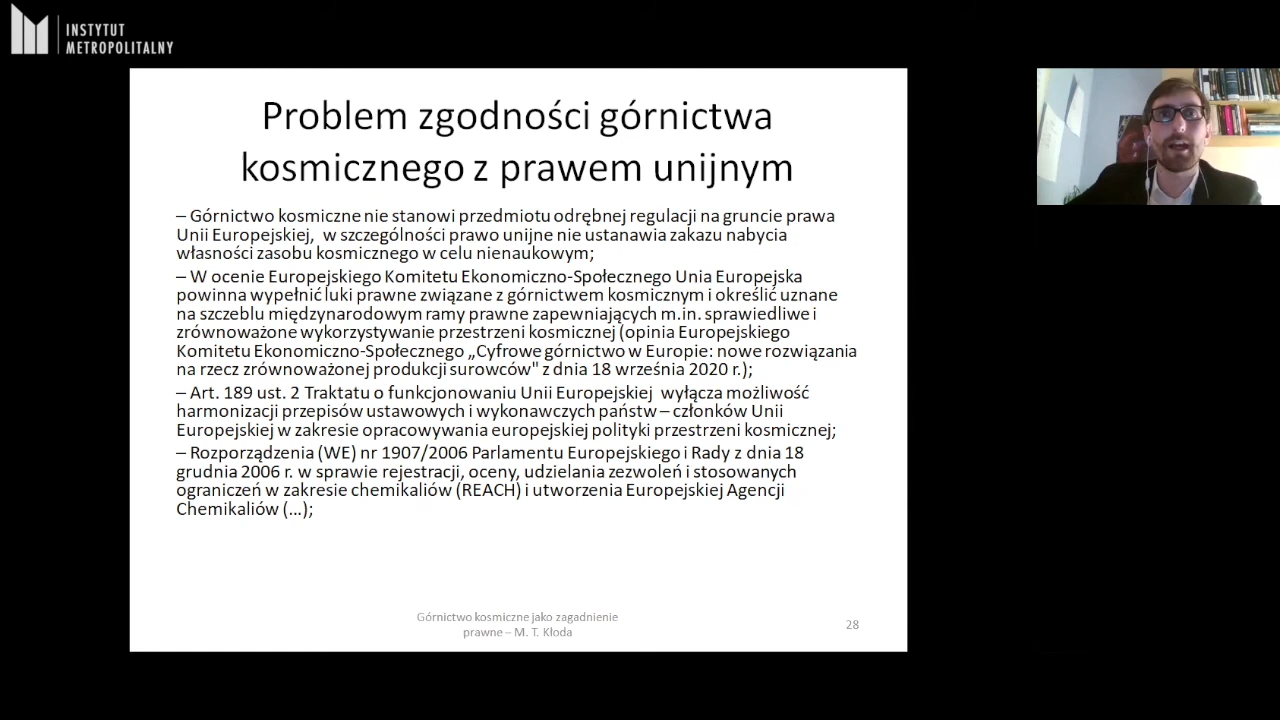 INSTYTUT
METROPOLITALNY
Problem zgodności górnictwa
kosmicznego z prawem unijnym
– Górnictwo kosmiczne nie stanowi przedmiotu odrębnej regulacji na gruncie prawa
Unii Europejskiej, w szczególności prawo unijne nie ustanawia zakazu nabycia
własności zasobu kosmicznego w celu nienaukowym;
– W ocenie Europejskiego Komitetu Ekonomiczno-Społecznego Unia Europejska
powinna wypełnić luki prawne związane z górnictwem kosmicznym i określić uznane
na szczeblu międzynarodowym ramy prawne zapewniających m.in. sprawiedliwe i
zrównoważone wykorzystywanie przestrzeni kosmicznej (opinia Europejskiego
Komitetu Ekonomiczno-Społecznego „Cyfrowe górnictwo w Europie: nowe rozwiązania
na rzecz zrównoważonej produkcji surowców" z dnia 18 września 2020 r.);
– Art. 189 ust. 2 Traktatu o funkcjonowaniu Unii Europejskiej wyłącza możliwość
harmonizacji przepisów ustawowych i wykonawczych państw – członków Unii
Europejskiej w zakresie opracowywania europejskiej polityki przestrzeni kosmicznej;
– Rozporządzenia (WE) nr 1907/2006 Parlamentu Europejskiego i Rady z dnia 18
grudnia 2006 r. w sprawie rejestracji, oceny, udzielania zezwoleń i stosowanych
ograniczeń w zakresie chemikaliów (REACH) i utworzenia Europejskiej Agencji
Chemikaliów (...);
Górnictwo kosmiczne jako zagadnienie
prawne – M. T. Kłoda
28